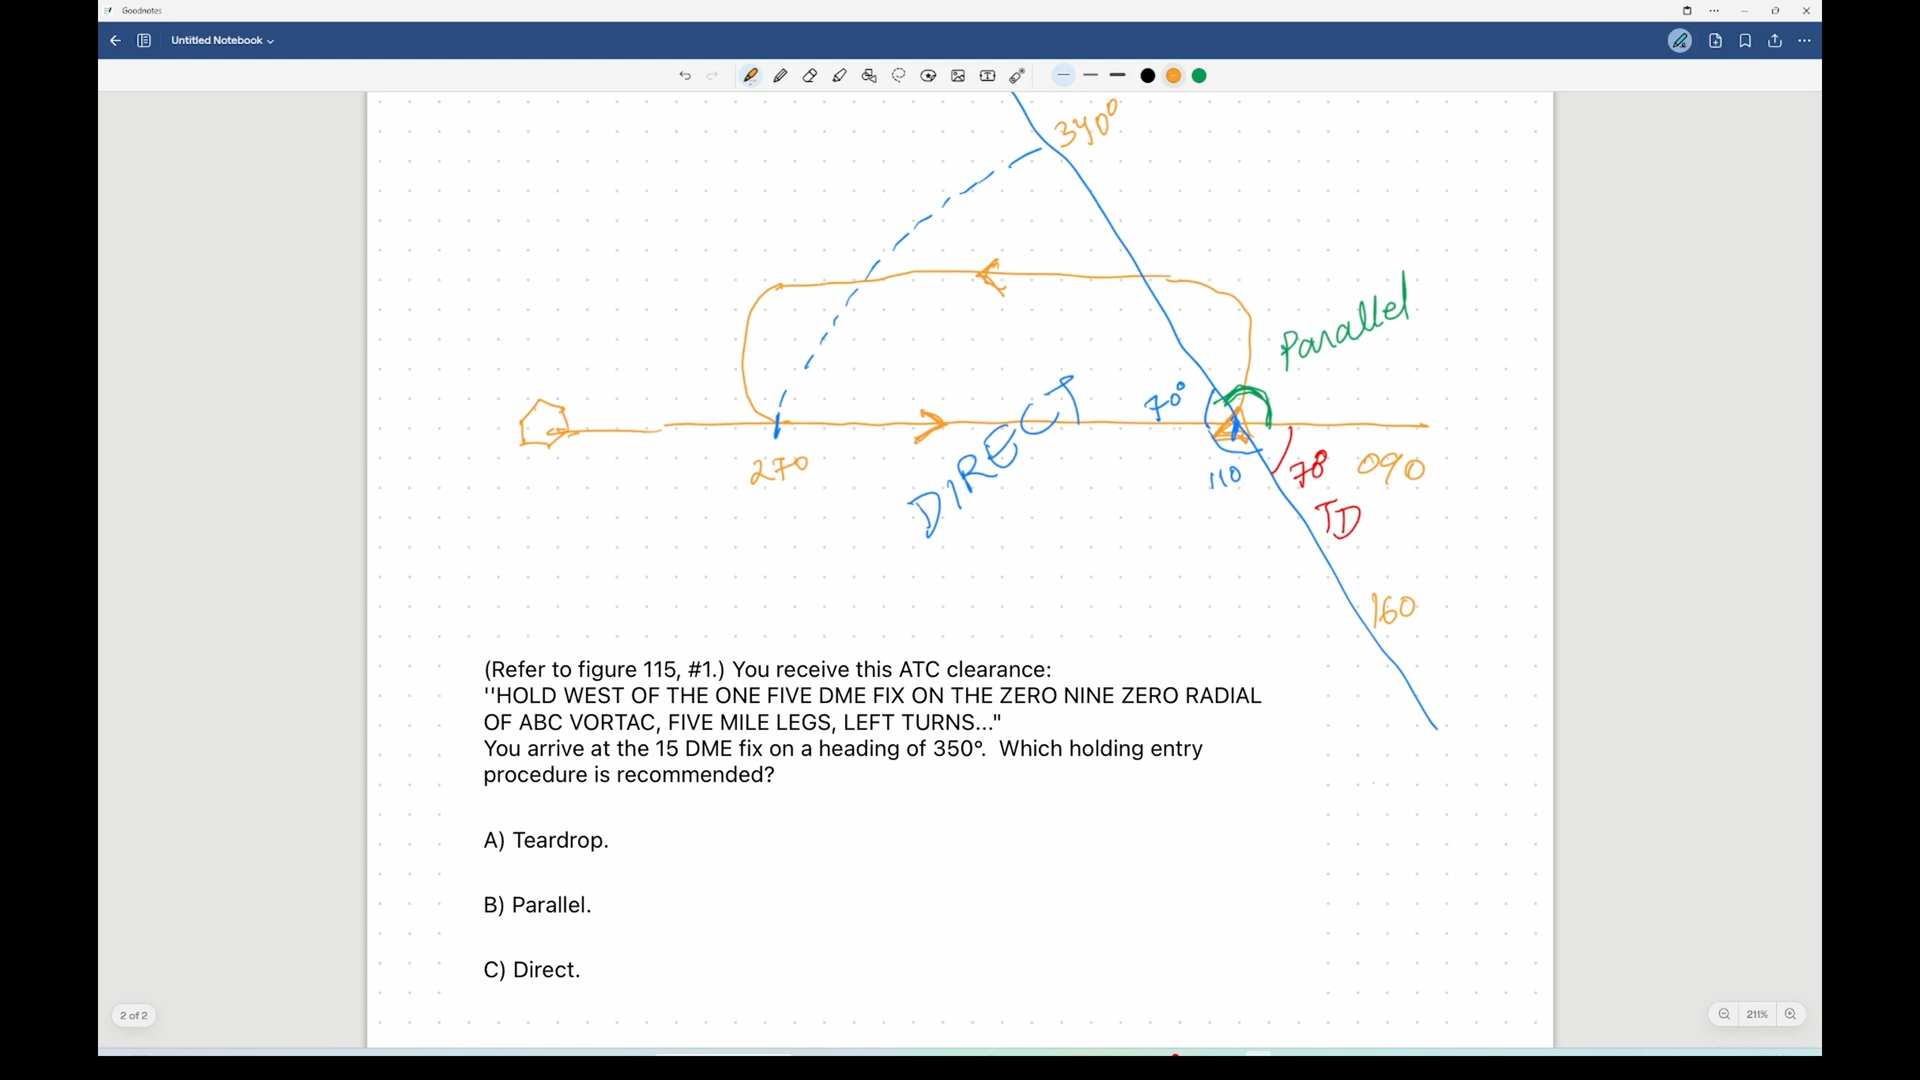 Goodnotes
Untitled Notebook
340°
Parallel
70°
DIRECT
270
110
70°
090
TD
160
(Refer to figure 115, #1.) You receive this ATC clearance:
''HOLD WEST OF THE ONE FIVE DME FIX ON THE ZERO NINE ZERO RADIAL
OF ABC VORTAC, FIVE MILE LEGS, LEFT TURNS..."
You arrive at the 15 DME fix on a heading of 350°. Which holding entry
procedure is recommended?
A) Teardrop.
B) Parallel.
C) Direct.
2 of 2
211%